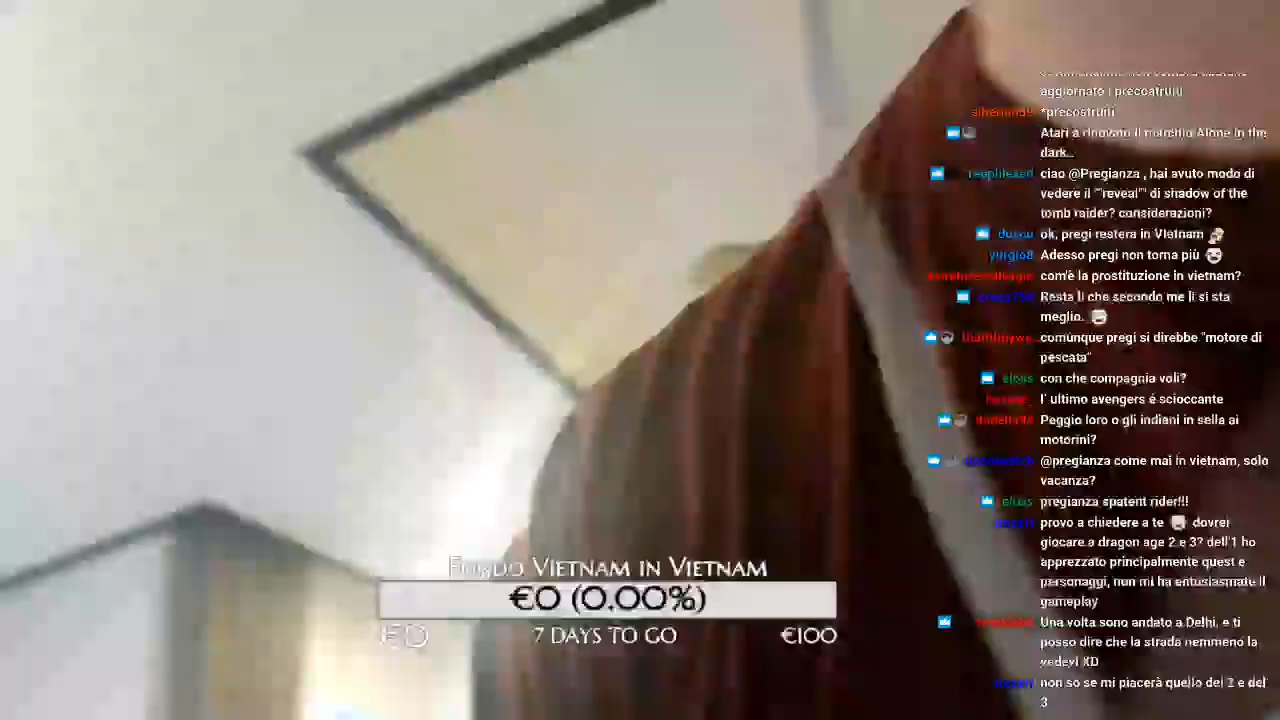 aggiornato i precoatruiti
*precostruiti
Atari a rinovano il marchio Alone in the
dark..
ciao @Pregianza , hai avuto modo di
vedere il ""reveal"" di shadow of the
tomb raider? considerazioni?
ok, pregi restera in VIetnam
yurgio8 Adesso pregi non torna più
com'è la prostituzione in vietnam?
Resta lì che secondo me lì si sta
meglio.
comunque pregi si direbbe "motore di
pescata"
con che compagnia voli?
l' ultimo avengers é scioccante
Peggio loro o gli indiani in sella ai
motorini?
@pregianza come mai in vietnam, solo
vacanza?
pregianza spatent rider!!!
provo a chiedere a te dovrei
giocare a dragon age 2 e 3? dell'1 ho
apprezzato principalmente quest e
personaggi, non mi ha entusiasmate il
gameplay
Una volta sono andato a Delhi, e ti
posso dire che la strada nemmeno la
vedevi XD
non so se mi piacerà quello del 2 e del
3
Fondo Vietnam in Vietnam
€0 (0.00%)
€0 7 days to go €100